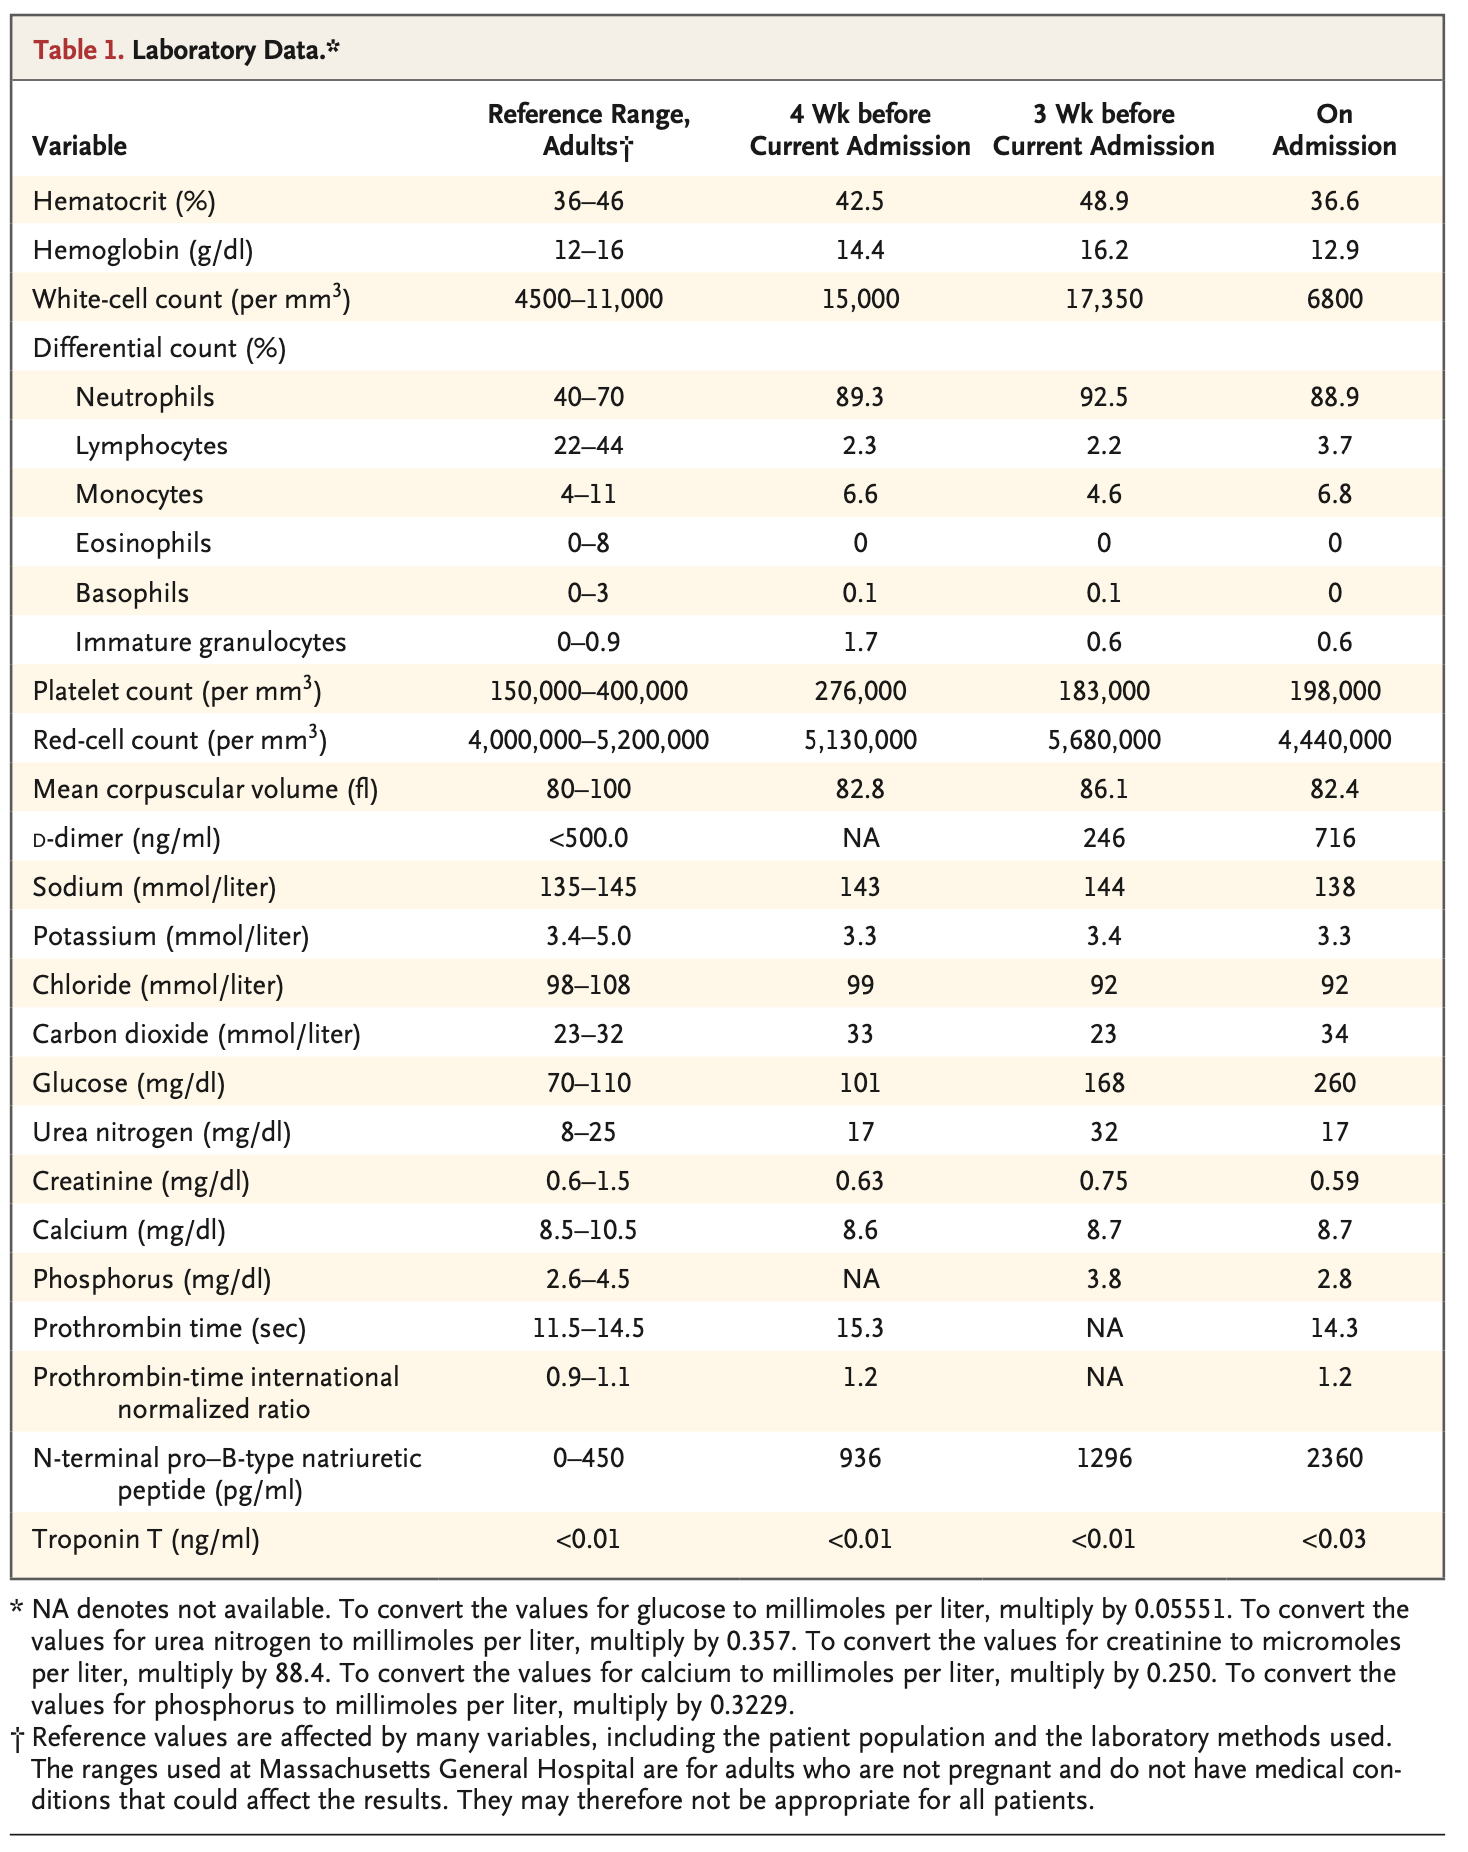 Table 1. Laboratory Data.*
Variable Reference Range, Adults† 4 Wk before Current Admission 3 Wk before Current Admission On Admission
Hematocrit (%) 36–46 42.5 48.9 36.6
Hemoglobin (g/dl) 12–16 14.4 16.2 12.9
White-cell count (per mm³) 4500–11,000 15,000 17,350 6800
Differential count (%)
Neutrophils 40–70 89.3 92.5 88.9
Lymphocytes 22–44 2.3 2.2 3.7
Monocytes 4–11 6.6 4.6 6.8
Eosinophils 0–8 0 0 0
Basophils 0–3 0.1 0.1 0
Immature granulocytes 0–0.9 1.7 0.6 0.6
Platelet count (per mm³) 150,000–400,000 276,000 183,000 198,000
Red-cell count (per mm³) 4,000,000–5,200,000 5,130,000 5,680,000 4,440,000
Mean corpuscular volume (fl) 80–100 82.8 86.1 82.4
D-dimer (ng/ml) <500.0 NA 246 716
Sodium (mmol/liter) 135–145 143 144 138
Potassium (mmol/liter) 3.4–5.0 3.3 3.4 3.3
Chloride (mmol/liter) 98–108 99 92 92
Carbon dioxide (mmol/liter) 23–32 33 23 34
Glucose (mg/dl) 70–110 101 168 260
Urea nitrogen (mg/dl) 8–25 17 32 17
Creatinine (mg/dl) 0.6–1.5 0.63 0.75 0.59
Calcium (mg/dl) 8.5–10.5 8.6 8.7 8.7
Phosphorus (mg/dl) 2.6–4.5 NA 3.8 2.8
Prothrombin time (sec) 11.5–14.5 15.3 NA 14.3
Prothrombin-time international 0.9–1.1 1.2 NA 1.2
normalized ratio
N-terminal pro–B-type natriuretic 0–450 936 1296 2360
peptide (pg/ml)
Troponin T (ng/ml) <0.01 <0.01 <0.01 <0.03
* NA denotes not available. To convert the values for glucose to millimoles per liter, multiply by 0.05551. To convert the
values for urea nitrogen to millimoles per liter, multiply by 0.357. To convert the values for creatinine to micromoles
per liter, multiply by 88.4. To convert the values for calcium to millimoles per liter, multiply by 0.250. To convert the
values for phosphorus to millimoles per liter, multiply by 0.3229.
† Reference values are affected by many variables, including the patient population and the laboratory methods used.
The ranges used at Massachusetts General Hospital are for adults who are not pregnant and do not have medical con-
ditions that could affect the results. They may therefore not be appropriate for all patients.